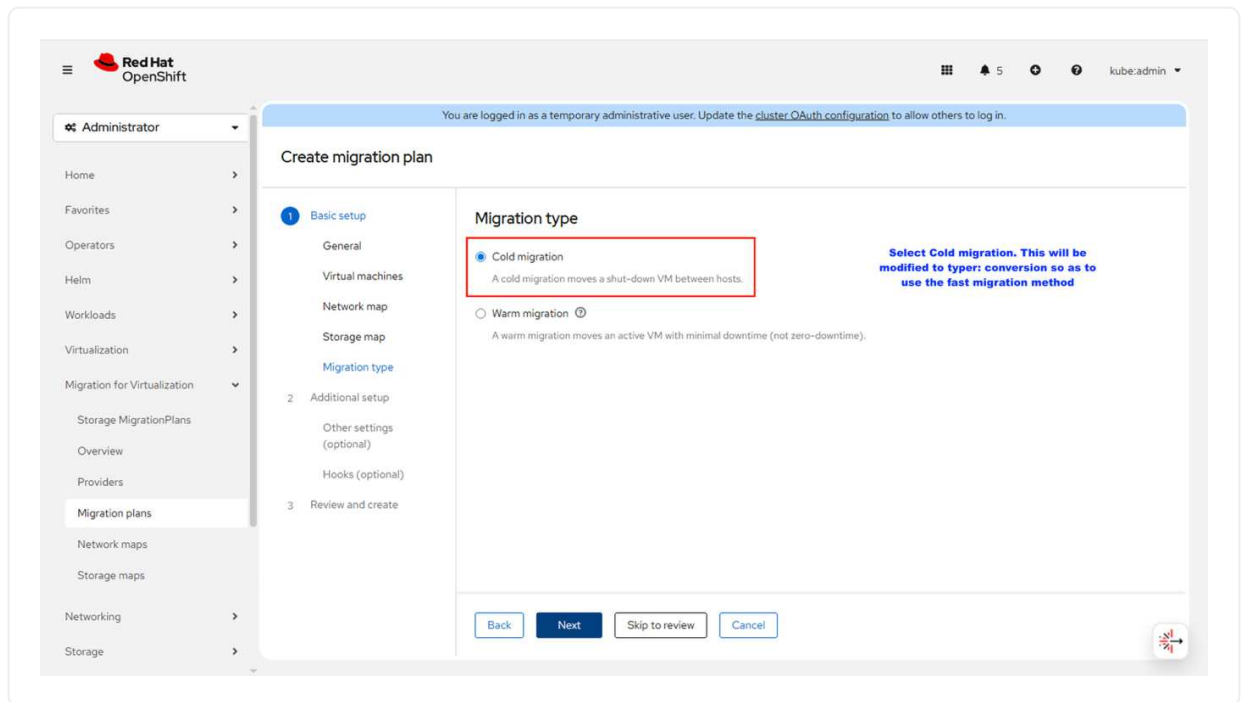 Red Hat
OpenShift
5
kube:admin
Administrator
You are logged in as a temporary administrative user. Update the cluster OAuth configuration to allow others to log in.
Home
Favorites
Operators
Helm
Workloads
Virtualization
Migration for Virtualization
Storage MigrationPlans
Overview
Providers
Migration plans
Network maps
Storage maps
Networking
Storage
Create migration plan
1 Basic setup
General
Virtual machines
Network map
Storage map
Migration type
2 Additional setup
Other settings
(optional)
Hooks (optional)
3 Review and create
Migration type
Cold migration
A cold migration moves a shut-down VM between hosts.
Warm migration
A warm migration moves an active VM with minimal downtime (not zero-downtime).
Select Cold migration. This will be
modified to typer: conversion so as to
use the fast migration method
Back
Next
Skip to review
Cancel